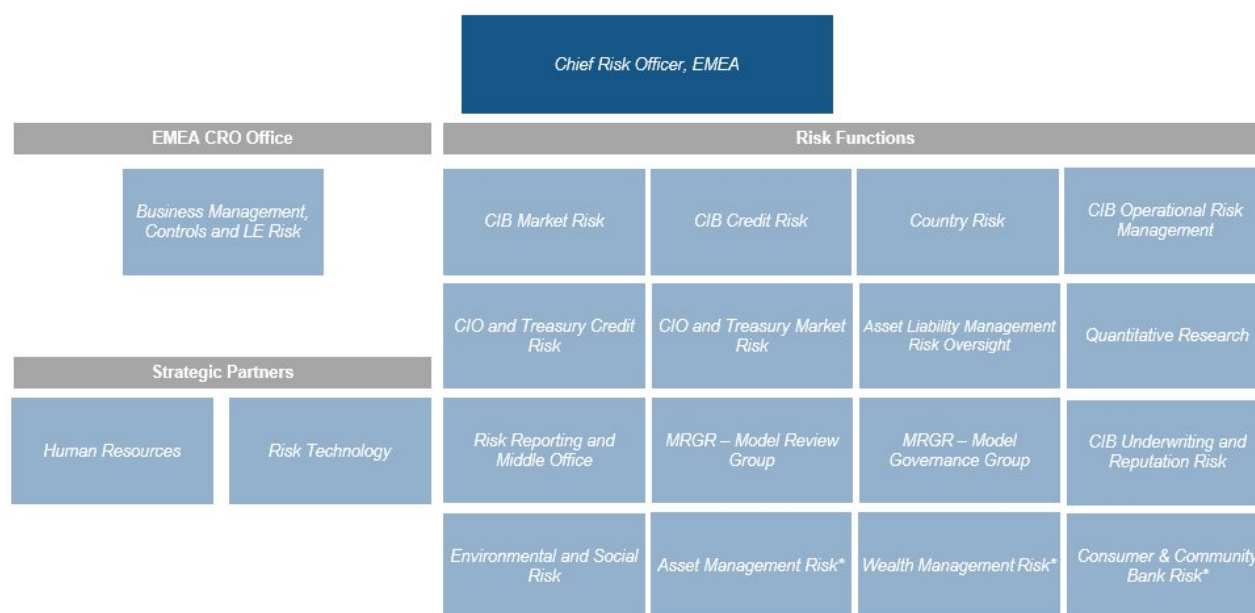 Chief Risk Officer, EMEA
EMEA CRO Office
Business Management,
Controls and LE Risk
Strategic Partners
Human Resources
Risk Technology
Risk Functions
CIB Market Risk
CIB Credit Risk
Country Risk
CIB Operational Risk
Management
CIO and Treasury Credit
Risk
CIO and Treasury Market
Risk
Asset Liability Management
Risk Oversight
Quantitative Research
Risk Reporting and
Middle Office
MRGR – Model Review
Group
MRGR – Model
Governance Group
CIB Underwriting and
Reputation Risk
Environmental and Social
Risk
Asset Management Risk*
Wealth Management Risk*
Consumer & Community
Bank Risk*